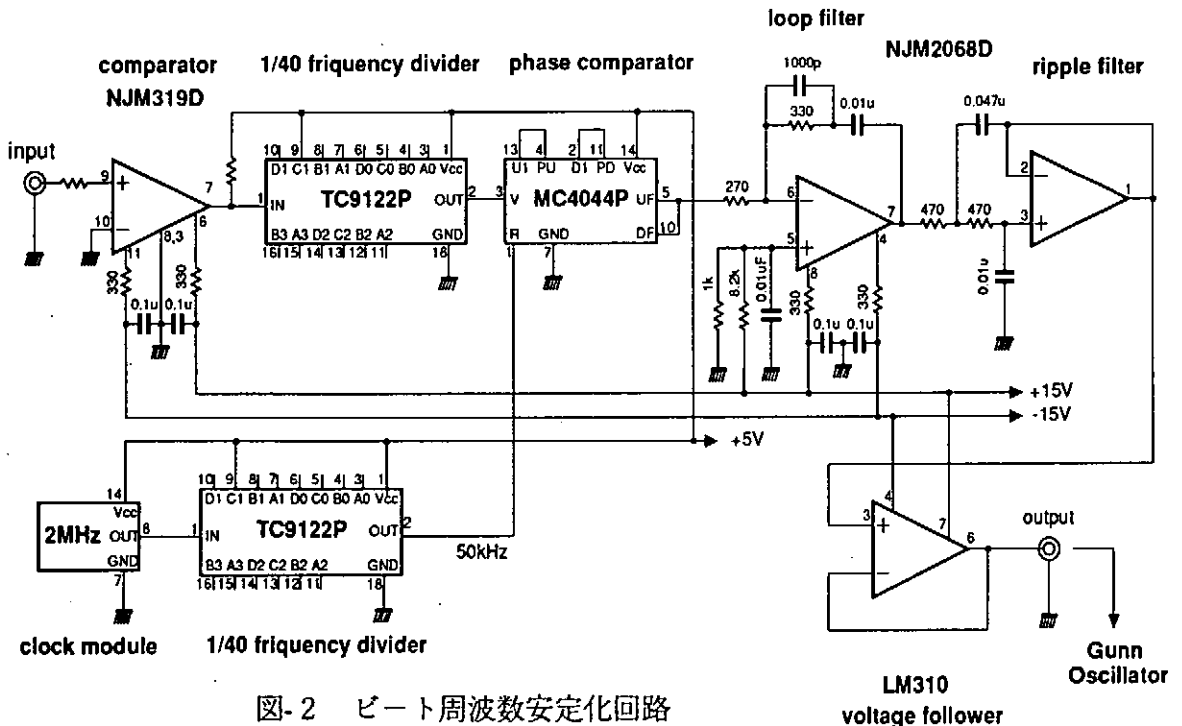 loop filter
NJM2068D
comparator
NJM319D
1/40 friquency divider
phase comparator
ripple filter
1000p
330
0.01u
0.047u
input
9
10
+
−
7
8,3
6
11
330
330
0.1u
0.1u
10 9 8 7 6 5 4 3 1
D1 C1 B1 A1 D0 C0 B0 A0 Vcc
1
IN
TC9122P
OUT
2
B3 A3 D2 C2 B2 A2
GND
16 15 14 13 12 11
18
13 4 2 11 14
U1 PU D1 PD Vcc
3
V
MC4044P
UF
5
R
GND
DF
10
1
7
270
6
−
5
+
7
4
8
1k
8.2k
0.01uF
330
330
0.1u
0.1u
470
470
2
−
3
+
1
0.01u
+15V
-15V
+5V
14
Vcc
2MHz
OUT
8
GND
7
10 9 8 7 6 5 4 3 1
D1 C1 B1 A1 D0 C0 B0 A0 Vcc
1
IN
TC9122P
OUT
2
B3 A3 D2 C2 B2 A2
GND
16 15 14 13 12 11
18
50kHz
3
+
−
4
7
6
output
clock module
1/40 friquency divider
Gunn
Oscillator
LM310
voltage follower
図-2 ビート周波数安定化回路